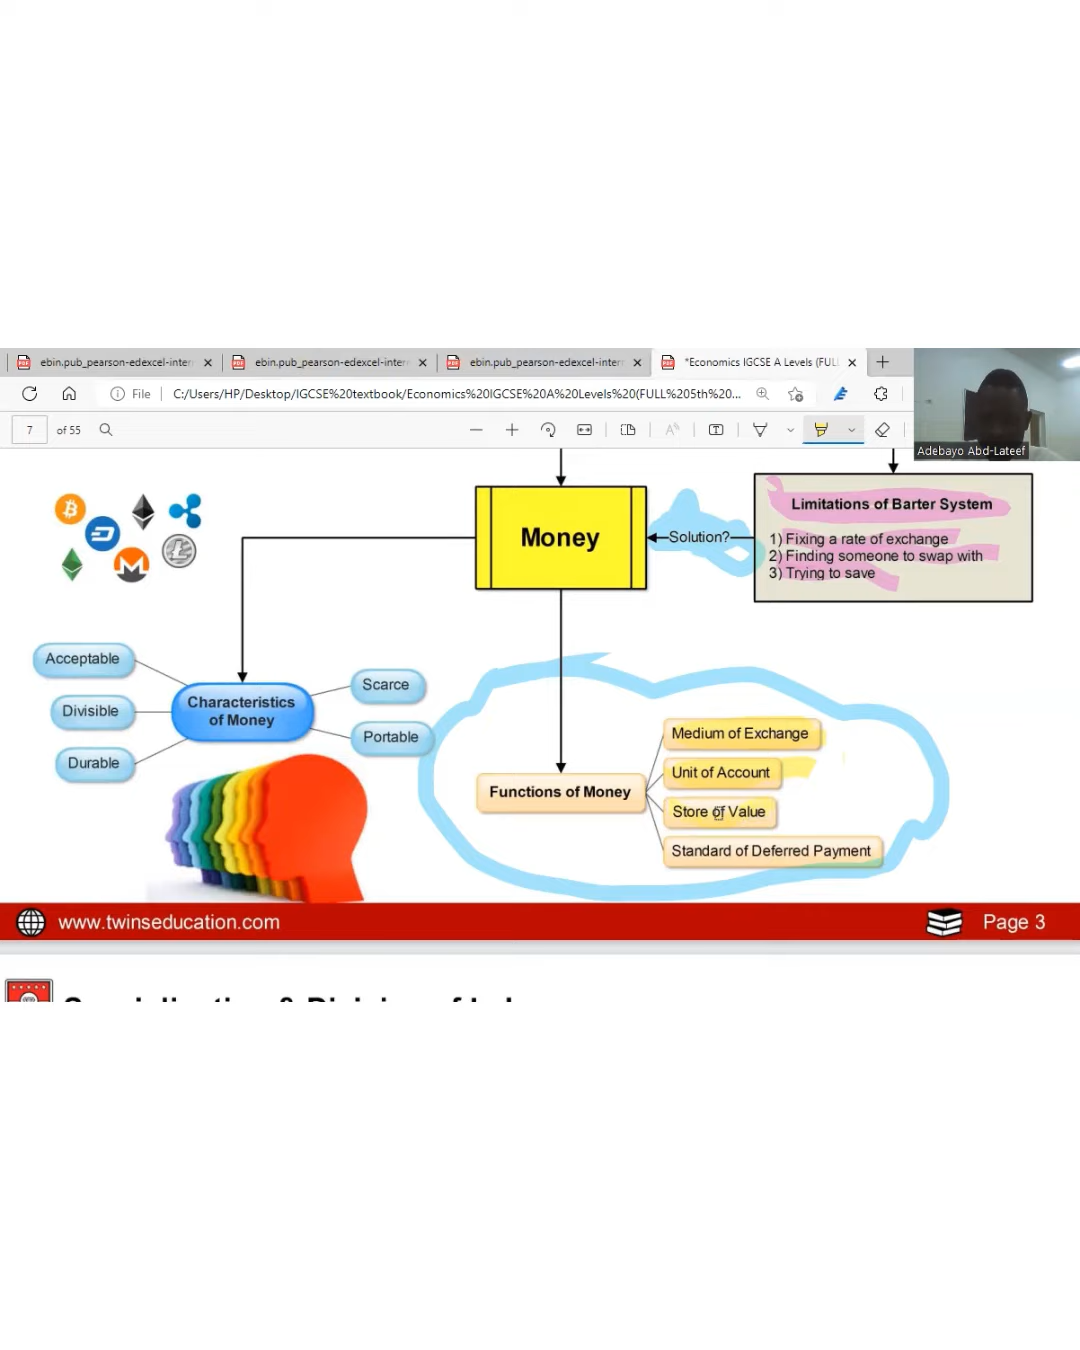 ebin.pub_pearson-edexcel-inter
ebin.pub_pearson-edexcel-inter
ebin.pub_pearson-edexcel-inter
*Economics IGCSE A Levels (FUL
File
C:/Users/HP/Desktop/IGCSE%20textbook/Economics%20IGCSE%20A%20Levels%20(FULL%205th%20...
7 of 55
Adebayo Abd-Lateef
Money
Solution?
Limitations of Barter System
1) Fixing a rate of exchange
2) Finding someone to swap with
3) Trying to save
Acceptable
Divisible
Durable
Characteristics
of Money
Scarce
Portable
Functions of Money
Medium of Exchange
Unit of Account
Store of Value
Standard of Deferred Payment
www.twinseducation.com
Page 3